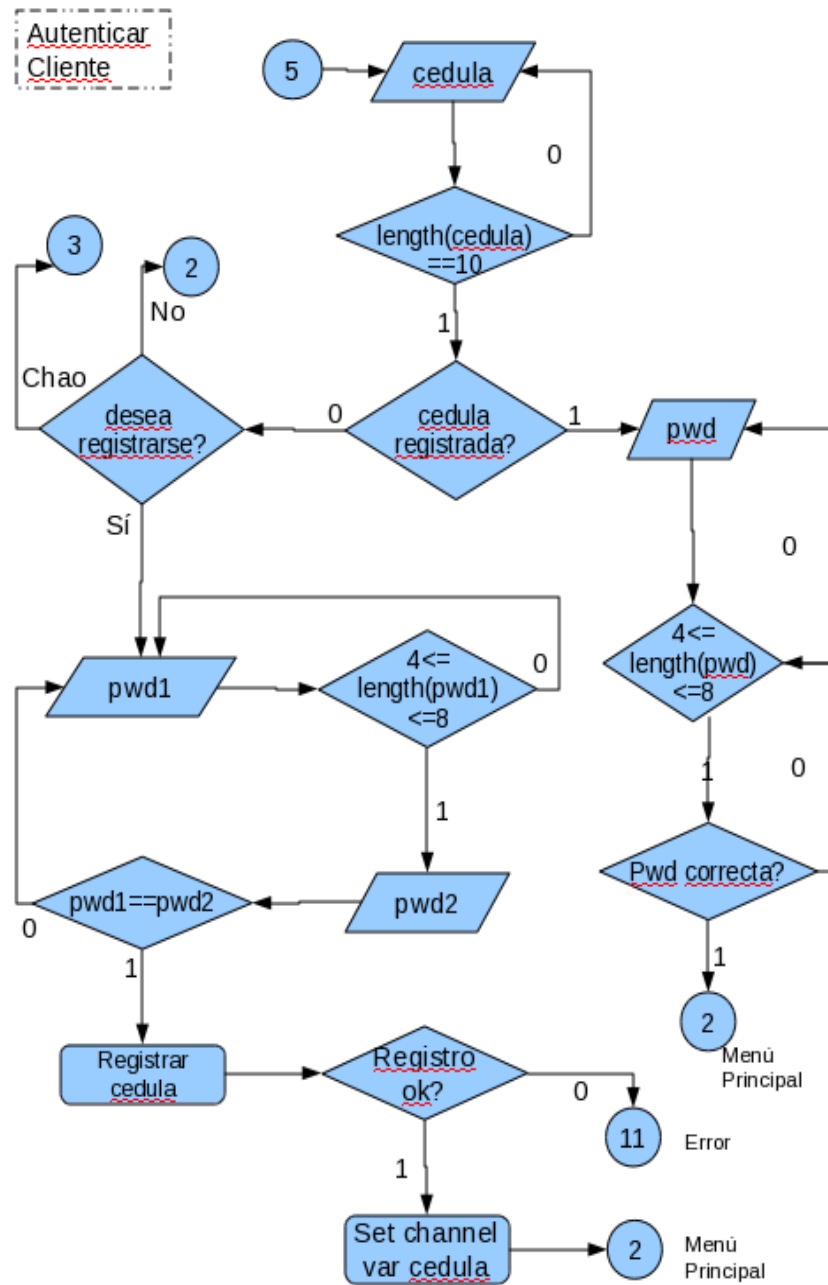 Autenticar
Cliente
5
cedula
0
length(cedula)
==10
1
3
2
No
Chao
desea
registrarse?
0
cedula
registrada?
1
pwd
Sí
0
pwd1
4<=
length(pwd1)
<=8
0
4<=
length(pwd)
<=8
1
1
0
pwd1==pwd2
0
pwd2
Pwd correcta?
1
1
2
Menú
Principal
Registrar
cedula
Registro
ok?
0
11
Error
1
Set channel
var cedula
2
Menú
Principal